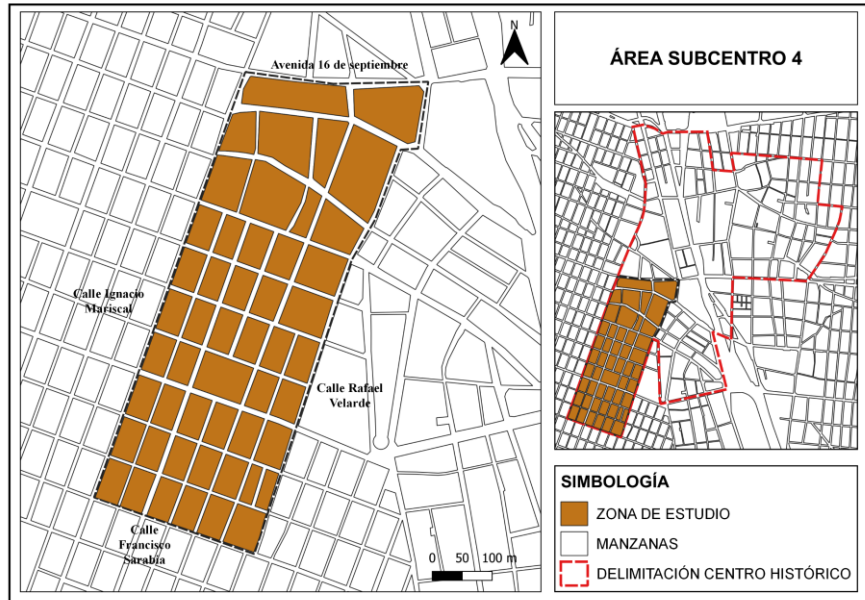 N
Avenida 16 de septiembre
Calle Ignacio
Mariscal
Calle Rafael
Velarde
Calle
Francisco
Sarabia
0 50 100 m
ÁREA SUBCENTRO 4
SIMBOLOGÍA
ZONA DE ESTUDIO
MANZANAS
DELIMITACIÓN CENTRO HISTÓRICO